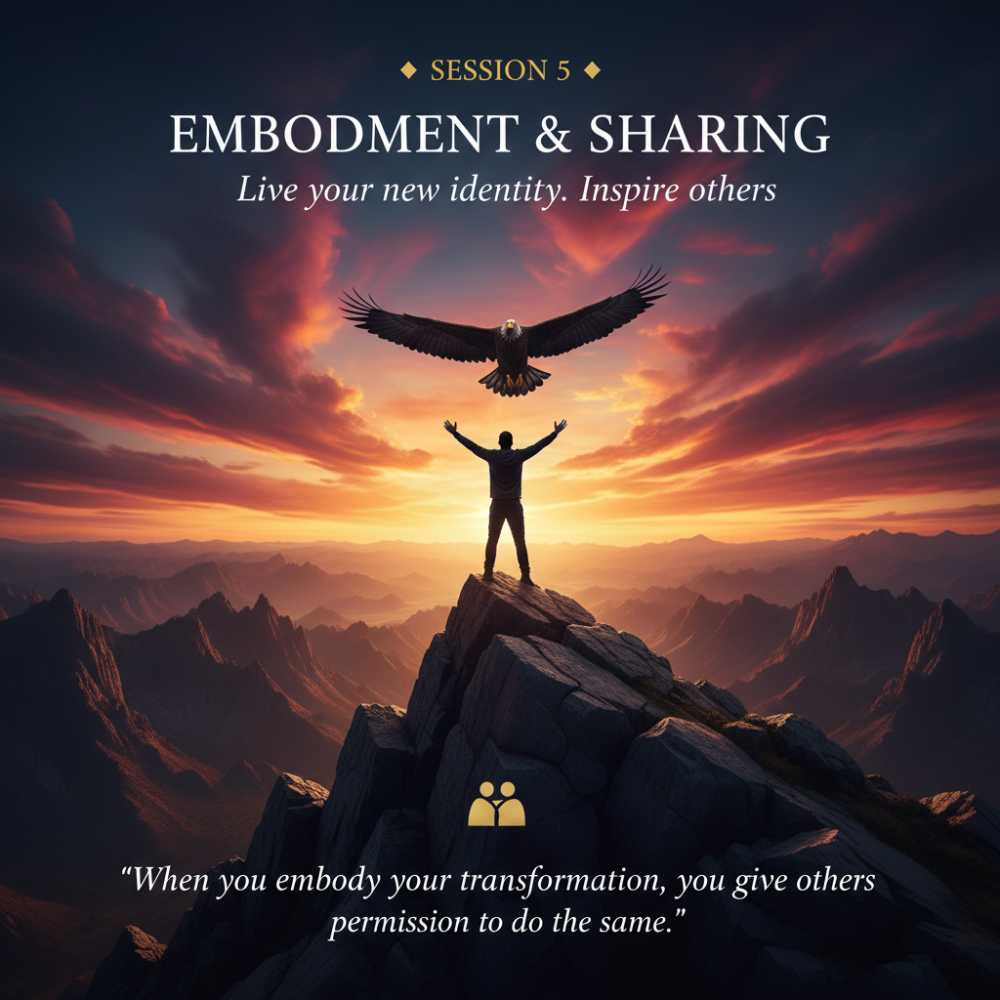 SESSION 5
EMBODMENT & SHARING
Live your new identity. Inspire others
"When you embody your transformation, you give others
permission to do the same."